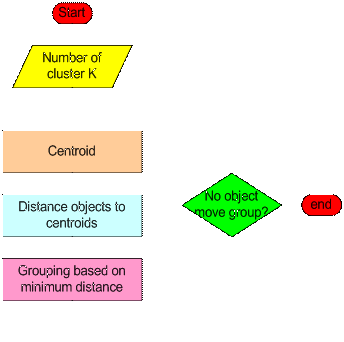 Start
Number of
cluster K
Centroid
Distance objects to
centroids
Grouping based on
minimum distance
No object
move group?
end